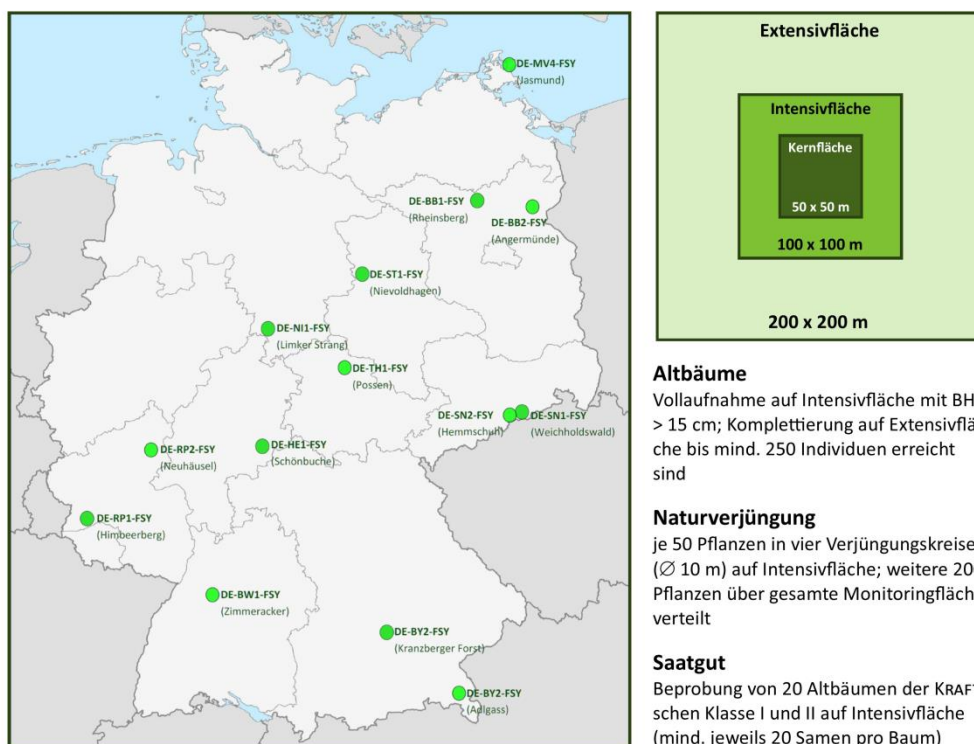 DE-MV4-FSY
(Jasmund)
DE-BB1-FSY
(Rheinsberg)
DE-BB2-FSY
(Angermünde)
DE-ST1-FSY
(Nievoldhagen)
DE-NI1-FSY
(Limker Strang)
DE-TH1-FSY
(Possen)
DE-SN2-FSY
(Hemmschuh)
DE-SN1-FSY
(Weichholdswald)
DE-RP2-FSY
(Neuhäusel)
DE-HE1-FSY
(Schönbuche)
DE-RP1-FSY
(Himbeerberg)
DE-BW1-FSY
(Zimmeracker)
DE-BY2-FSY
(Kranzberger Forst)
DE-BY2-FSY
(Adlgass)
Extensivfläche
Intensivfläche
Kernfläche
50 x 50 m
100 x 100 m
200 x 200 m
Altbäume
Vollaufnahme auf Intensivfläche mit BH
> 15 cm; Komplettierung auf Extensivflä
che bis mind. 250 Individuen erreicht
sind
Naturverjüngung
je 50 Pflanzen in vier Verjüngungskreise
(∅ 10 m) auf Intensivfläche; weitere 20
Pflanzen über gesamte Monitoringfläch
verteilt
Saatgut
Beprobung von 20 Altbäumen der KRAFT
schen Klasse I und II auf Intensivfläche
(mind. jeweils 20 Samen pro Baum)